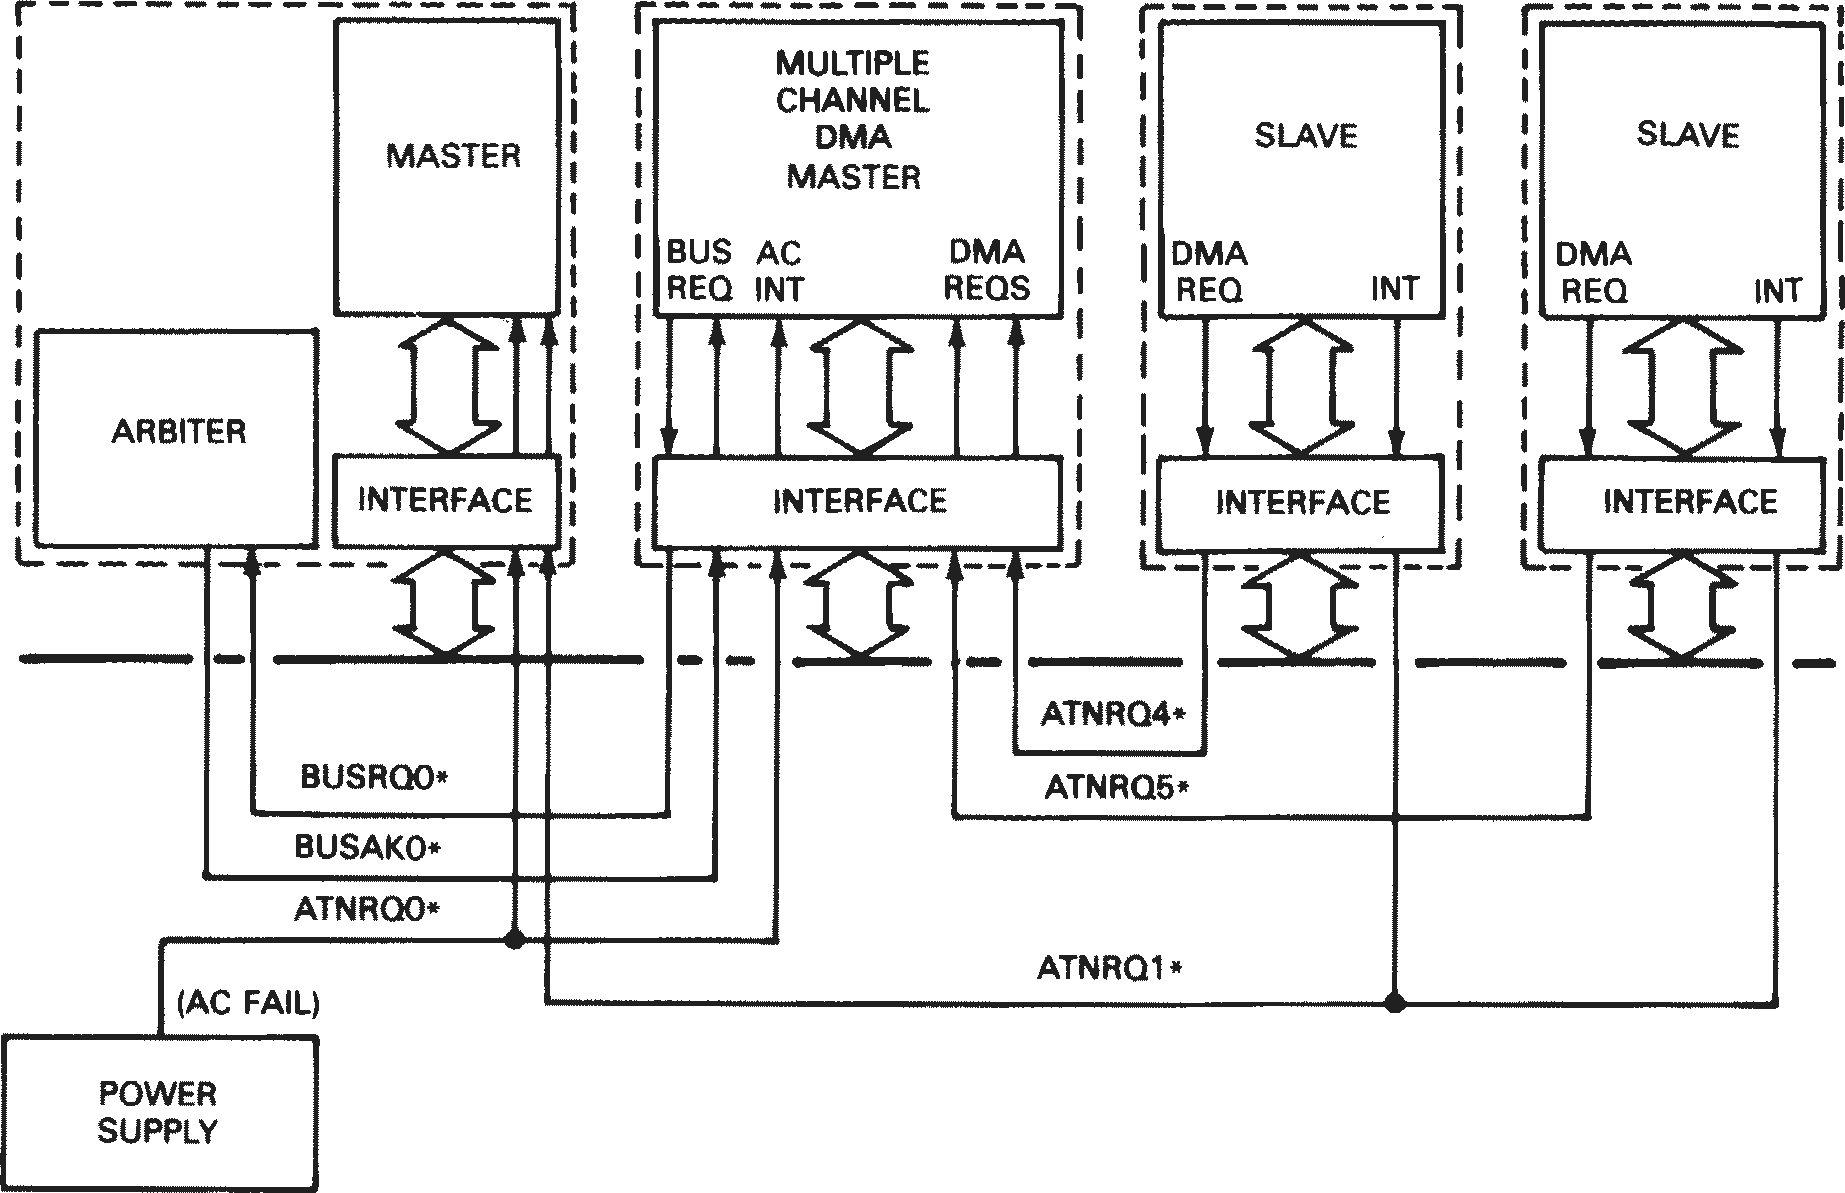 MASTER
ARBITER
INTERFACE
MULTIPLE
CHANNEL
DMA
MASTER
BUS
REQ
AC
INT
DMA
REQS
INTERFACE
SLAVE
DMA
REQ
INT
INTERFACE
SLAVE
DMA
REQ
INT
INTERFACE
ATNRQ4*
BUSRQ0*
ATNRQ5*
BUSAK0*
ATNRQ0*
ATNRQ1*
(AC FAIL)
POWER
SUPPLY